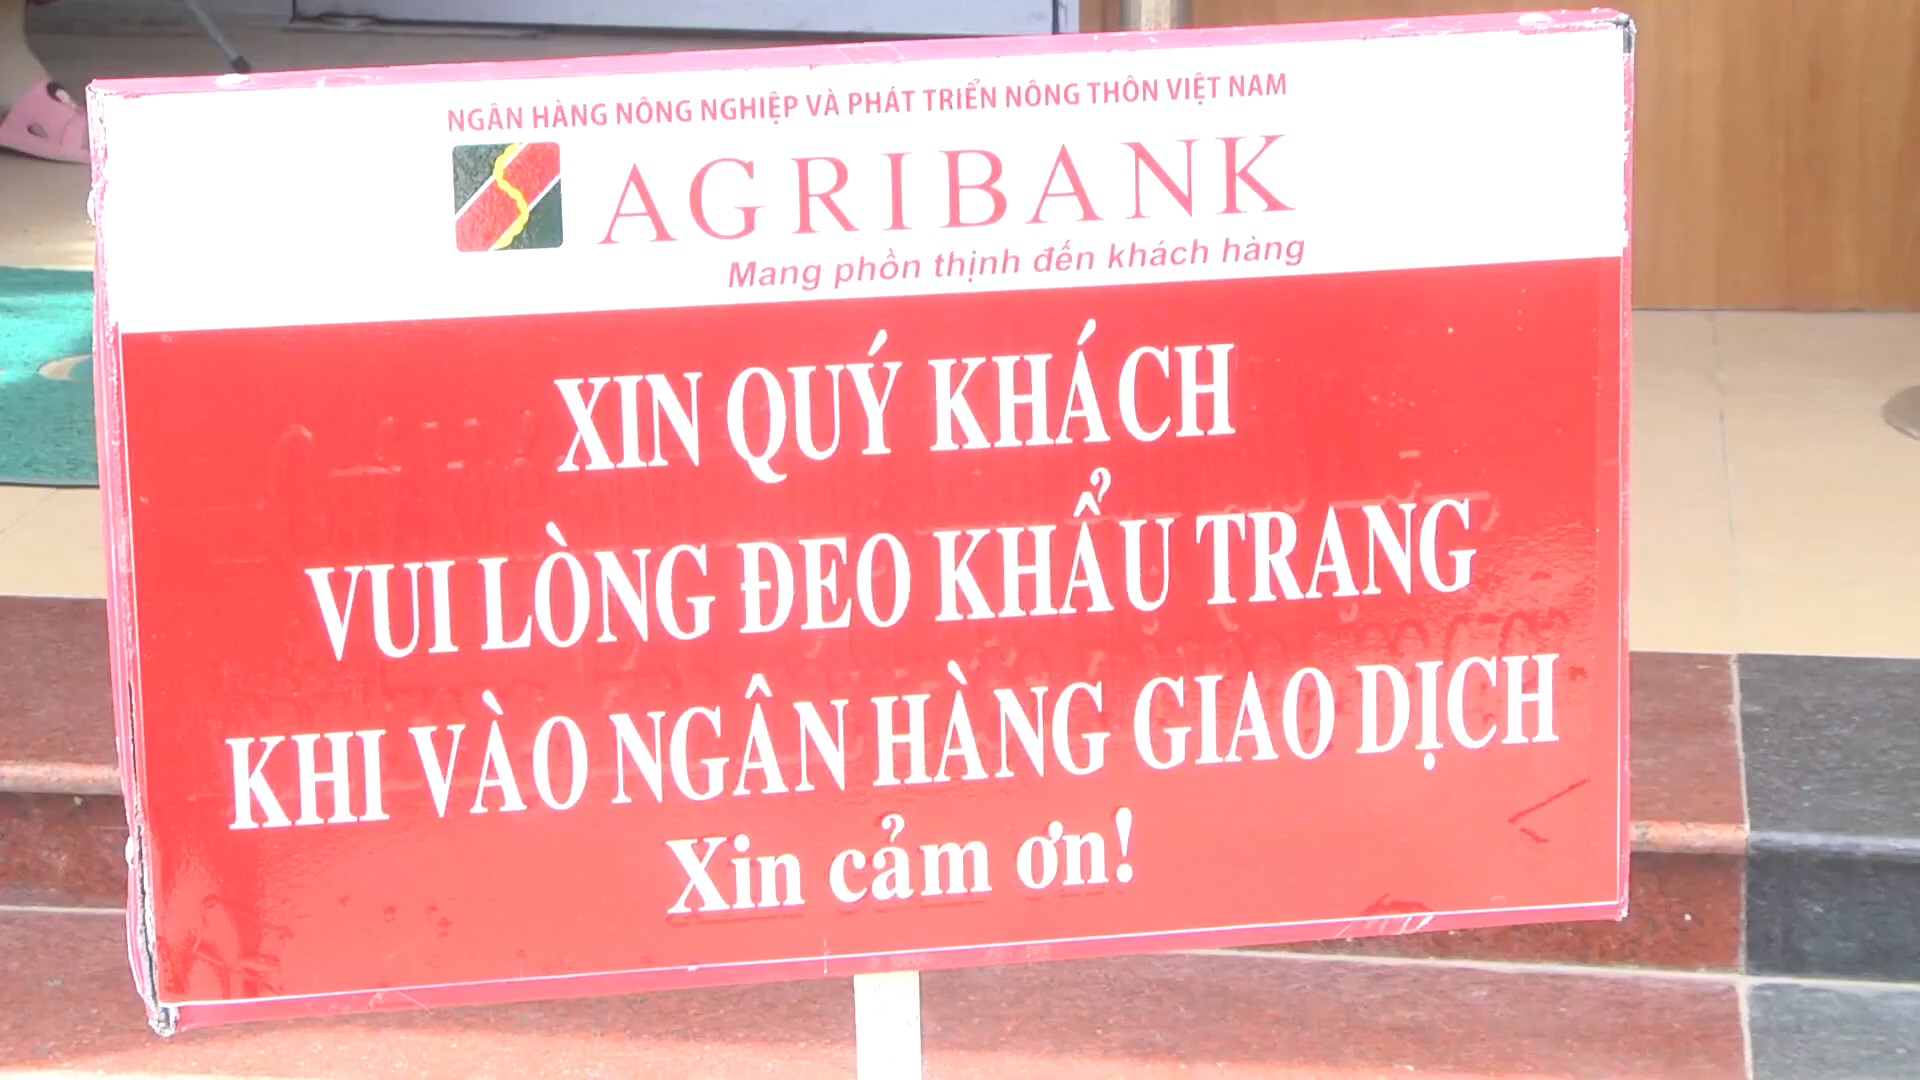 NGÂN HÀNG NÔNG NGHIỆP VÀ PHÁT TRIỂN NÔNG THÔN VIỆT NAM
AGRIBANK
Mang phồn thịnh đến khách hàng
XIN QUÝ KHÁCH
VUI LÒNG ĐEO KHẨU TRANG
KHI VÀO NGÂN HÀNG GIAO DỊCH
Xin cảm ơn!